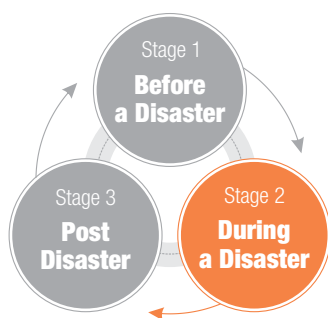 Stage 1
Before
a Disaster
Stage 3
Post
Disaster
Stage 2
During
a Disaster